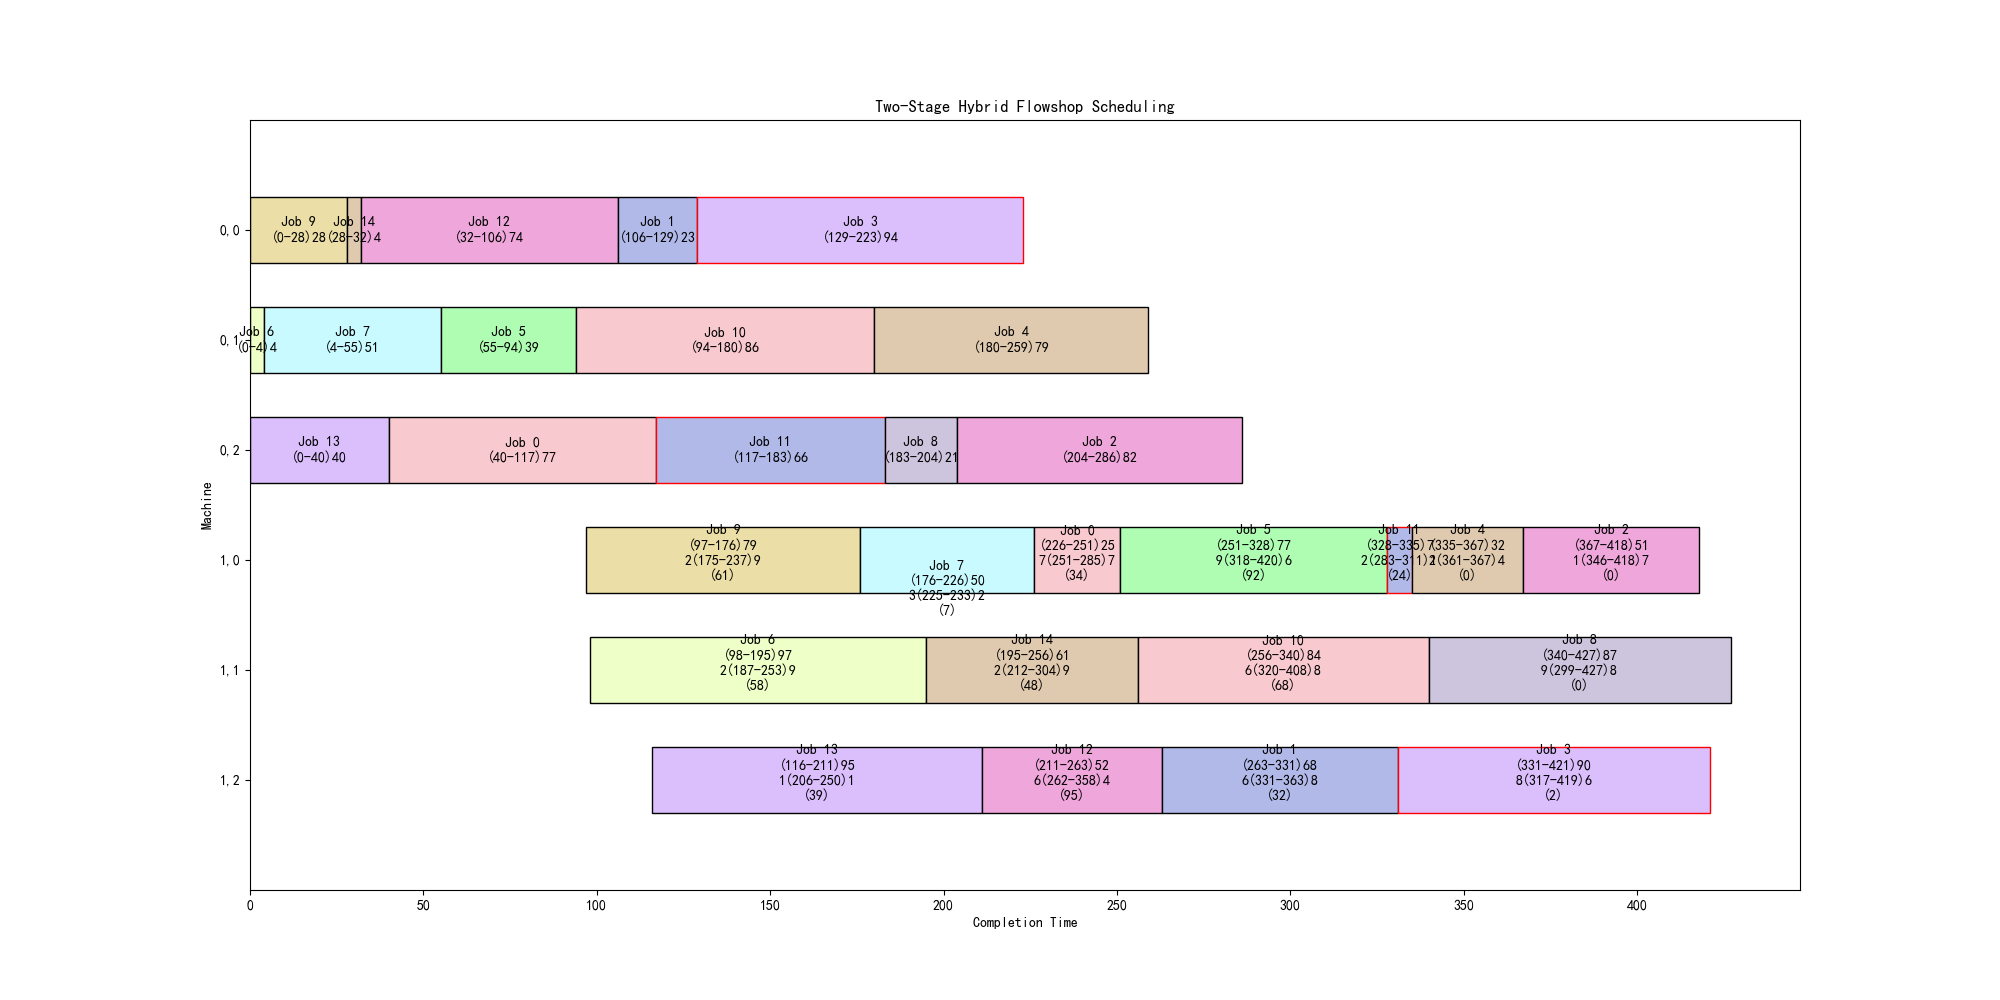 Two-Stage Hybrid Flowshop Scheduling
Machine
0,0
Job 9
(0-28)28
Job 14
(28-32)4
Job 12
(32-106)74
Job 1
(106-129)23
Job 3
(129-223)94
0,1
Job 6
(0-4)4
Job 7
(4-55)51
Job 5
(55-94)39
Job 10
(94-180)86
Job 4
(180-259)79
0,2
Job 13
(0-40)40
Job 0
(40-117)77
Job 11
(117-183)66
Job 8
(183-204)21
Job 2
(204-286)82
1,0
Job 9
(97-176)79
2(175-237)9
(61)
Job 7
(176-226)50
3(225-233)2
(7)
Job 0
(226-251)25
7(251-285)7
(34)
Job 5
(251-328)77
9(318-420)6
(92)
Job 11
(328-335)7
(24)
Job 4
(335-367)32
(361-367)4
(0)
Job 2
(367-418)51
1(346-418)7
(0)
1,1
Job 6
(98-195)97
2(187-253)9
(58)
Job 14
(195-256)61
2(212-304)9
(48)
Job 10
(256-340)84
6(320-408)8
(68)
Job 8
(340-427)87
9(299-427)8
(0)
1,2
Job 13
(116-211)95
1(206-250)1
(39)
Job 12
(211-263)52
6(262-358)4
(95)
Job 1
(263-331)68
6(331-363)8
(32)
Job 3
(331-421)90
8(317-419)6
(2)
0 50 100 150 200 250 300 350 400
Completion Time